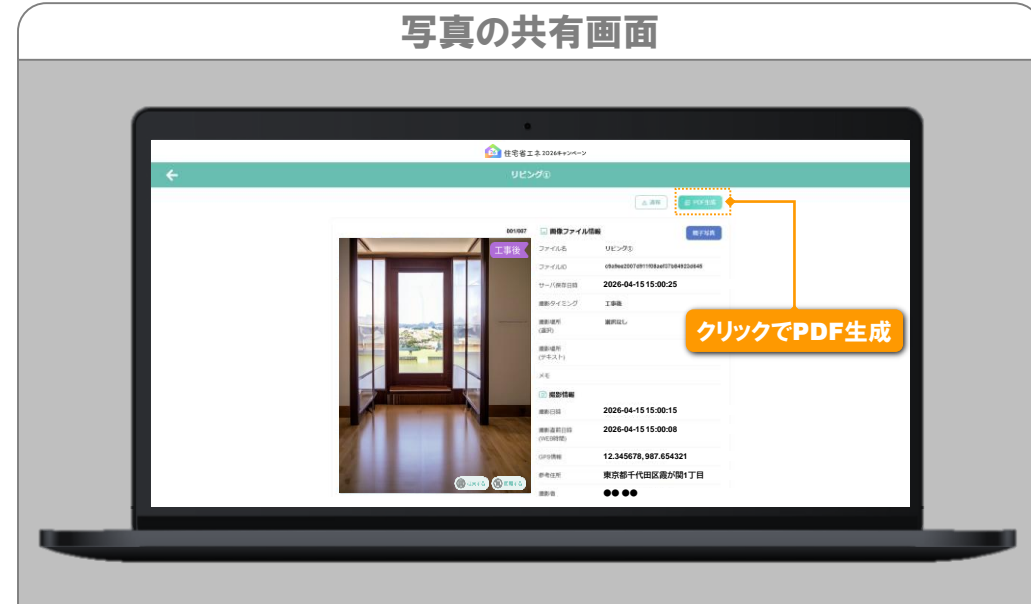 写真の共有画面
住宅省エネ2026キャンペーン
リビング①
通報
PDF生成
001/007
画像ファイル情報
電子写真
工事後
ファイル名
リビング①
ファイルID
サーバ保存日時
2026-04-15 15:00:25
撮影タイミング
工事後
撮影場所
(選択)
選択なし
撮影場所
(テキスト)
メモ
クリックでPDF生成
撮影情報
撮影日時
2026-04-15 15:00:15
撮影直前日時
(WEB時間)
2026-04-15 15:00:08
GPS情報
12.345678, 987.654321
参考住所
東京都千代田区霞が関1丁目
撮影者
●● ●●